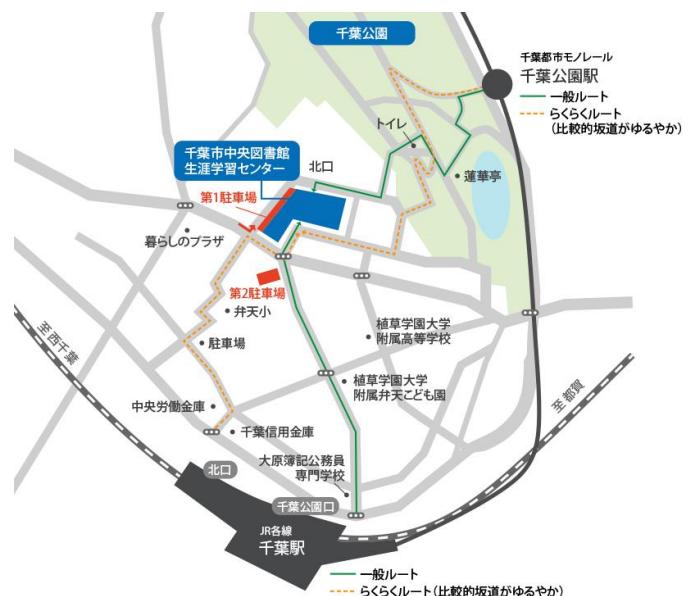 千葉公園
千葉都市モノレール
千葉公園駅
一般ルート
らくらくルート
(比較的坂道がゆるやか)
トイレ
千葉市中央図書館
生涯学習センター
北口
蓮華亭
第1駐車場
暮らしのプラザ
第2駐車場
弁天小
植草学園大学
附属高等学校
駐車場
至西千葉
植草学園大学
附属弁天こども園
至都賀
中央労働金庫
千葉信用金庫
大原簿記公務員
専門学校
北口
千葉公園口
JR各線
千葉駅
一般ルート
らくらくルート(比較的坂道がゆるやか)